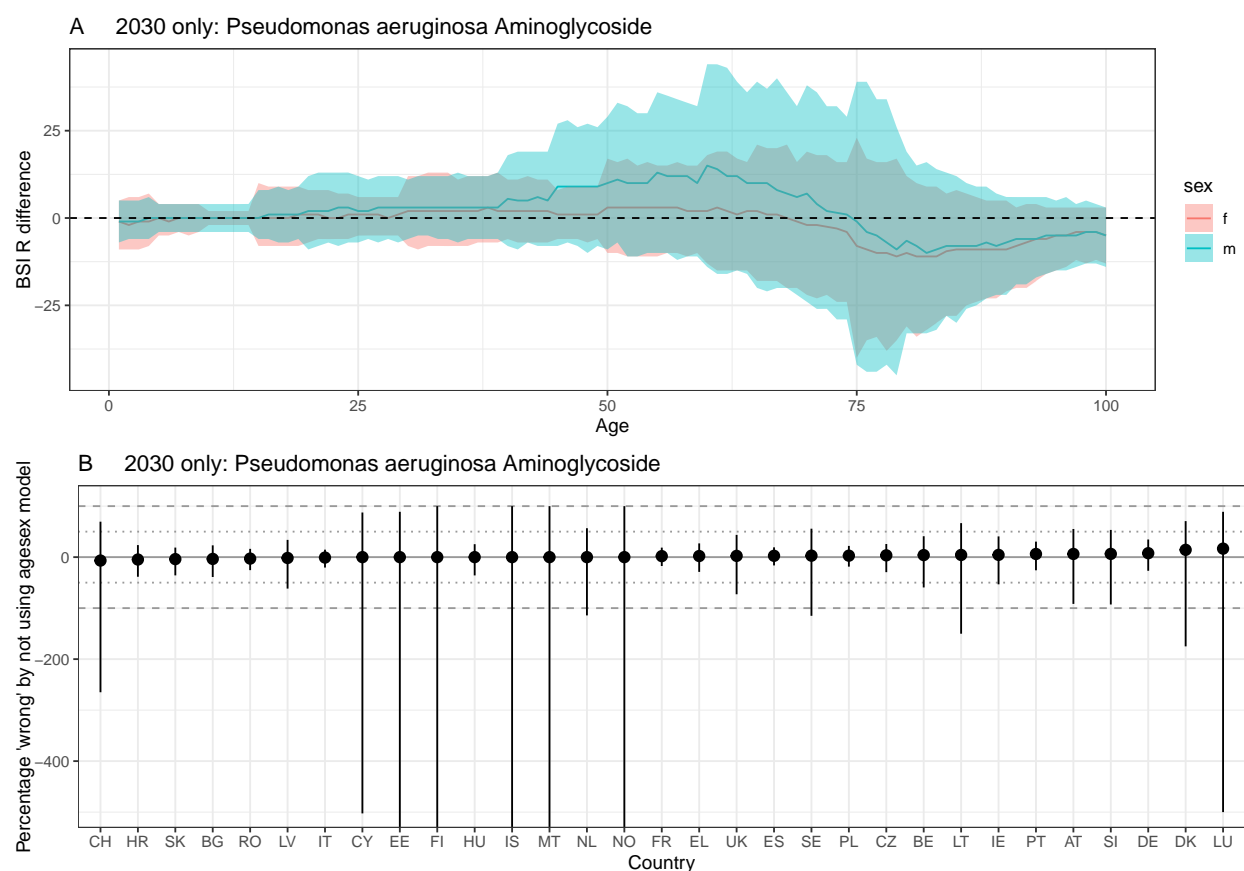 A 2030 only: Pseudomonas aeruginosa Aminoglycoside
BSI R difference
25
0
−25
0 25 50 75 100
Age
sex
f
m
B 2030 only: Pseudomonas aeruginosa Aminoglycoside
Percentage 'wrong' by not using agesex model
0
−200
−400
CH HR SK BG RO LV IT CY EE FI HU IS MT NL NO FR EL UK ES SE PL CZ BE LT IE PT AT SI DE DK LU
Country